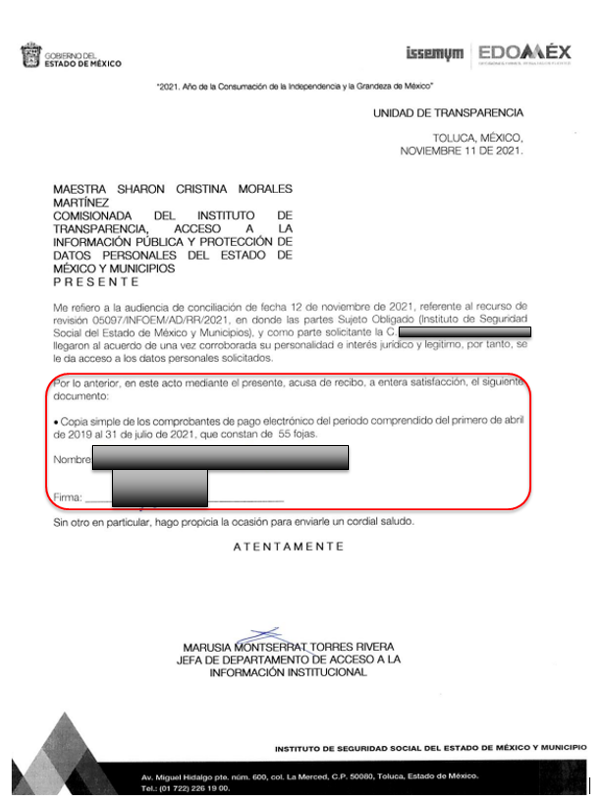 GOBIERNO DEL
ESTADO DE MÉXICO
issemym
EDOMÉX
"2021. Año de la Consumación de la Independencia y la Grandeza de México"
UNIDAD DE TRANSPARENCIA
TOLUCA, MÉXICO,
NOVIEMBRE 11 DE 2021.
MAESTRA SHARON CRISTINA MORALES
MARTÍNEZ
COMISIONADA DEL INSTITUTO DE
TRANSPARENCIA, ACCESO A LA
INFORMACIÓN PÚBLICA Y PROTECCIÓN DE
DATOS PERSONALES DEL ESTADO DE
MÉXICO Y MUNICIPIOS
P R E S E N T E
Me refiero a la audiencia de conciliación de fecha 12 de noviembre de 2021, referente al recurso de
revisión 05097/INFOEM/AD/RR/2021, en donde las partes Sujeto Obligado (Instituto de Seguridad
Social del Estado de México y Municipios), y como parte solicitante la C.
llegaron al acuerdo de una vez corroborada su personalidad e interés jurídico y legítimo, por tanto, se
le da acceso a los datos personales solicitados.
Por lo anterior, en este acto mediante el presente, acusa de recibo, a entera satisfacción, el siguiente
documento:
• Copia simple de los comprobantes de pago electrónico del periodo comprendido del primero de abril
de 2019 al 31 de julio de 2021, que constan de 55 fojas.
Nombre
Firma:
Sin otro en particular, hago propicia la ocasión para enviarle un cordial saludo.
A T E N T A M E N T E
MARUSIA MONTSERRAT TORRES RIVERA
JEFA DE DEPARTAMENTO DE ACCESO A LA
INFORMACIÓN INSTITUCIONAL
INSTITUTO DE SEGURIDAD SOCIAL DEL ESTADO DE MÉXICO Y MUNICIPIO
Av. Miguel Hidalgo pte. núm. 600, col. La Merced, C.P. 50080, Toluca, Estado de México.
Tel.: (01 722) 226 19 00.